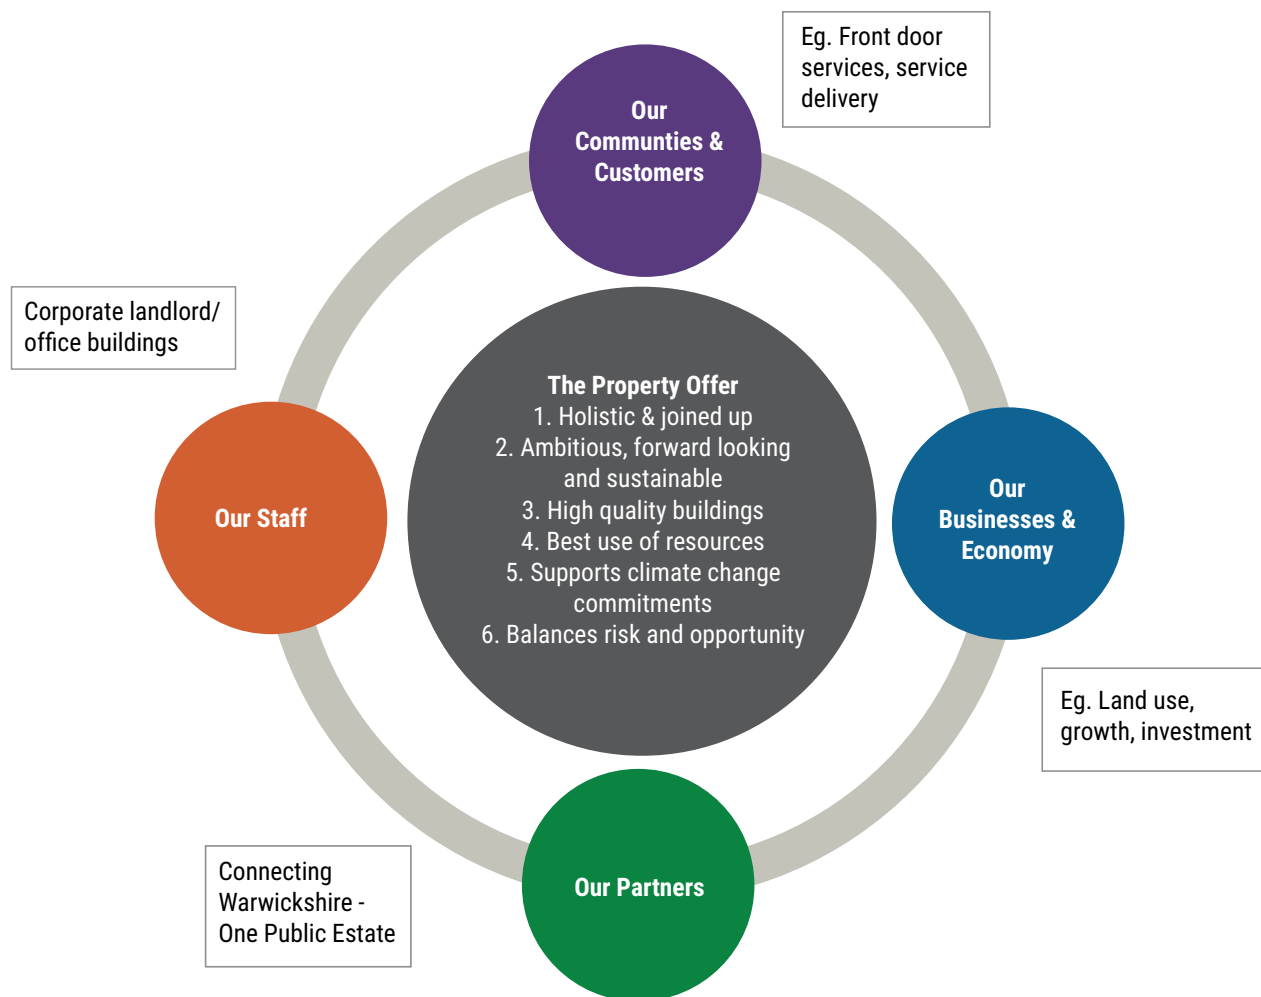 Eg. Front door
services, service
delivery
Our
Communties &
Customers
Corporate landlord/
office buildings
The Property Offer
1. Holistic & joined up
2. Ambitious, forward looking
and sustainable
3. High quality buildings
4. Best use of resources
5. Supports climate change
commitments
6. Balances risk and opportunity
Our Staff
Our
Businesses &
Economy
Eg. Land use,
growth, investment
Connecting
Warwickshire -
One Public Estate
Our Partners